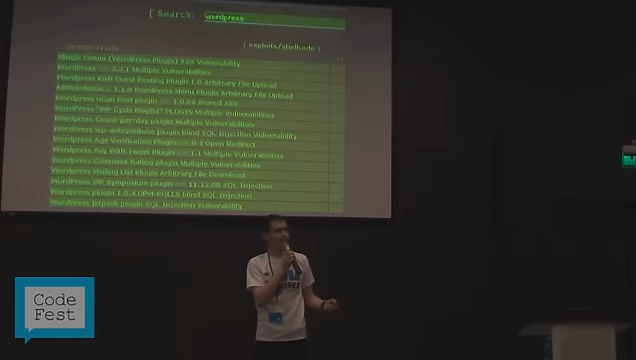 [ Search: wordpress
[ exploits/shellcode ]
DESCRIPTION
Single Forum (WordPress Plugin) XSS Vulnerability
WordPress 3.3.1 Multiple Vulnerabilities
WordPress Kish Guest Posting Plugin 1.0 Arbitrary File Upload
AllWebMenus 1.1.9 WordPress Menu Plugin Arbitrary File Upload
WordPress uCan Post plugin 1.0.09 Stored XSS
WordPress "WP Cycle Playlist" PLUGIN Multiple Vulnerabilities
WordPress Count-per-day plugin Multiple Vulnerabilities
WordPress wp-autoyoutube plugin blind SQL Injection Vulnerability
WordPress Age Verification Plugin 0.4 Open Redirect
WordPress Pay With Tweet Plugin 1.1 Multiple Vulnerabilities
WordPress Comment Rating plugin Multiple Vulnerabilities
WordPress Mailing List plugin Arbitrary File Download
WordPress WP Symposium plugin 11.12.08 SQL Injection
WordPress plugin 1.0.4 UPM-POLLS blind SQL Injection
WordPress jetpack plugin SQL Injection Vulnerability
Code
Fest